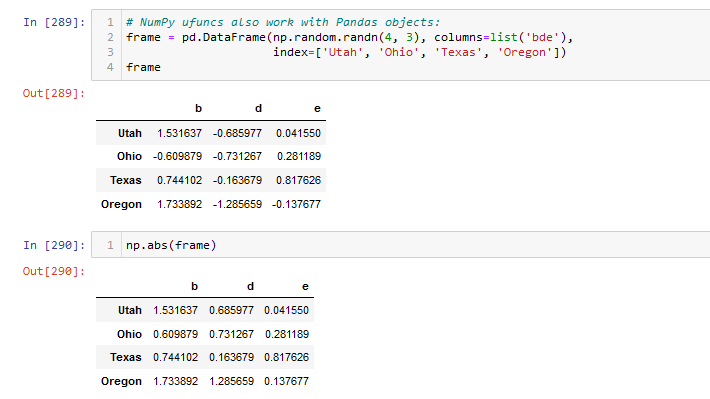 In [289]: 1 # NumPy ufuncs also work with Pandas objects:
2 frame = pd.DataFrame(np.random.randn(4, 3), columns=list('bde'),
3 index=['Utah', 'Ohio', 'Texas', 'Oregon'])
4 frame
Out[289]:
b d e
Utah 1.531637 -0.685977 0.041550
Ohio -0.609879 -0.731267 0.281189
Texas 0.744102 -0.163679 0.817626
Oregon 1.733892 -1.285659 -0.137677
In [290]: 1 np.abs(frame)
Out[290]:
b d e
Utah 1.531637 0.685977 0.041550
Ohio 0.609879 0.731267 0.281189
Texas 0.744102 0.163679 0.817626
Oregon 1.733892 1.285659 0.137677